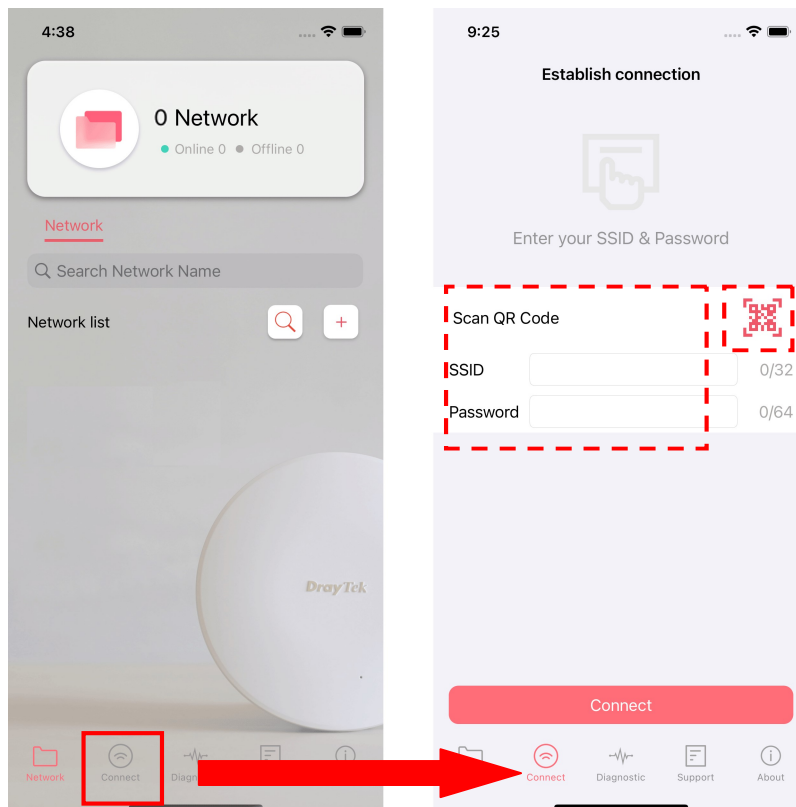 4:38
0 Network
Online 0 Offline 0
Network
Search Network Name
Network list
DrayTek
Network Connect
9:25
Establish connection
Enter your SSID & Password
Scan QR Code
SSID 0/32
Password 0/64
Connect
Connect Diagnostic Support About